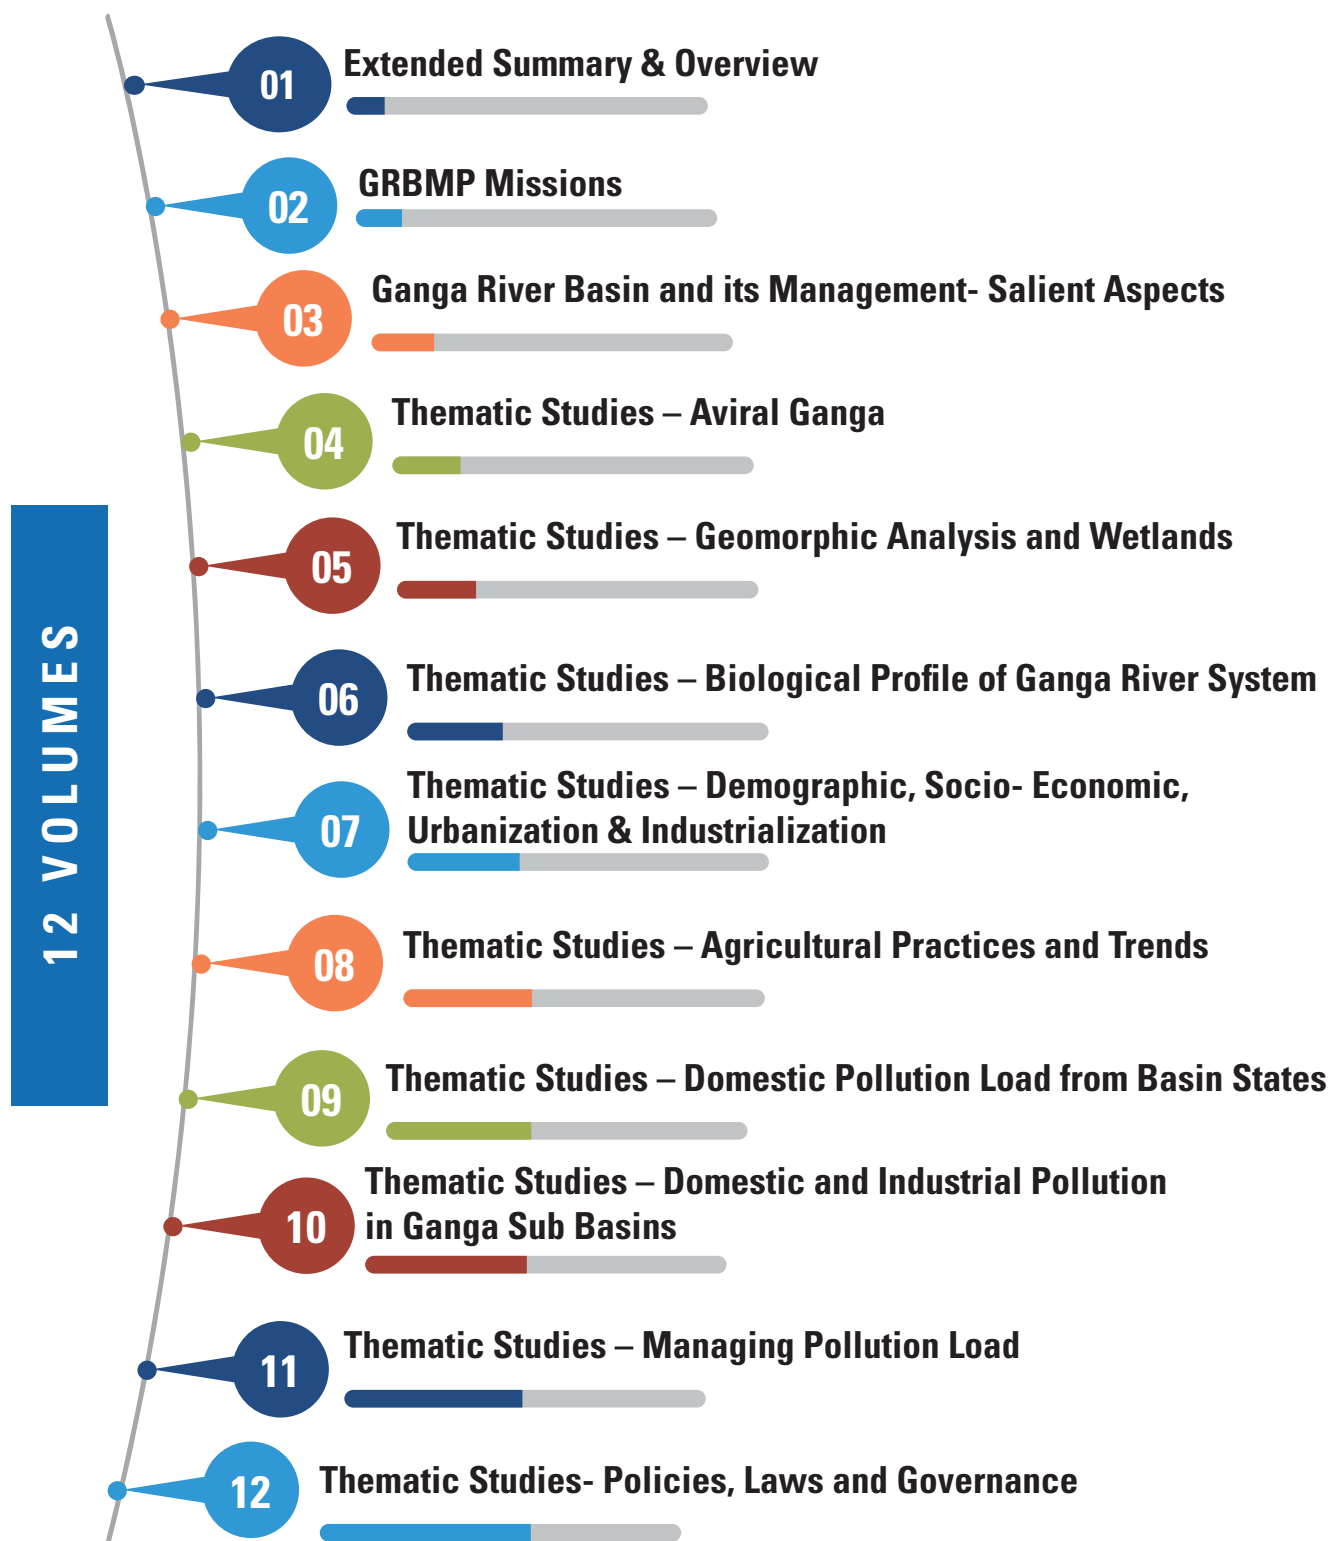 12 VOLUMES
01
Extended Summary & Overview
02
GRBMP Missions
03
Ganga River Basin and its Management- Salient Aspects
04
Thematic Studies – Aviral Ganga
05
Thematic Studies – Geomorphic Analysis and Wetlands
06
Thematic Studies – Biological Profile of Ganga River System
07
Thematic Studies – Demographic, Socio- Economic,
Urbanization & Industrialization
08
Thematic Studies – Agricultural Practices and Trends
09
Thematic Studies – Domestic Pollution Load from Basin States
10
Thematic Studies – Domestic and Industrial Pollution
in Ganga Sub Basins
11
Thematic Studies – Managing Pollution Load
12
Thematic Studies- Policies, Laws and Governance